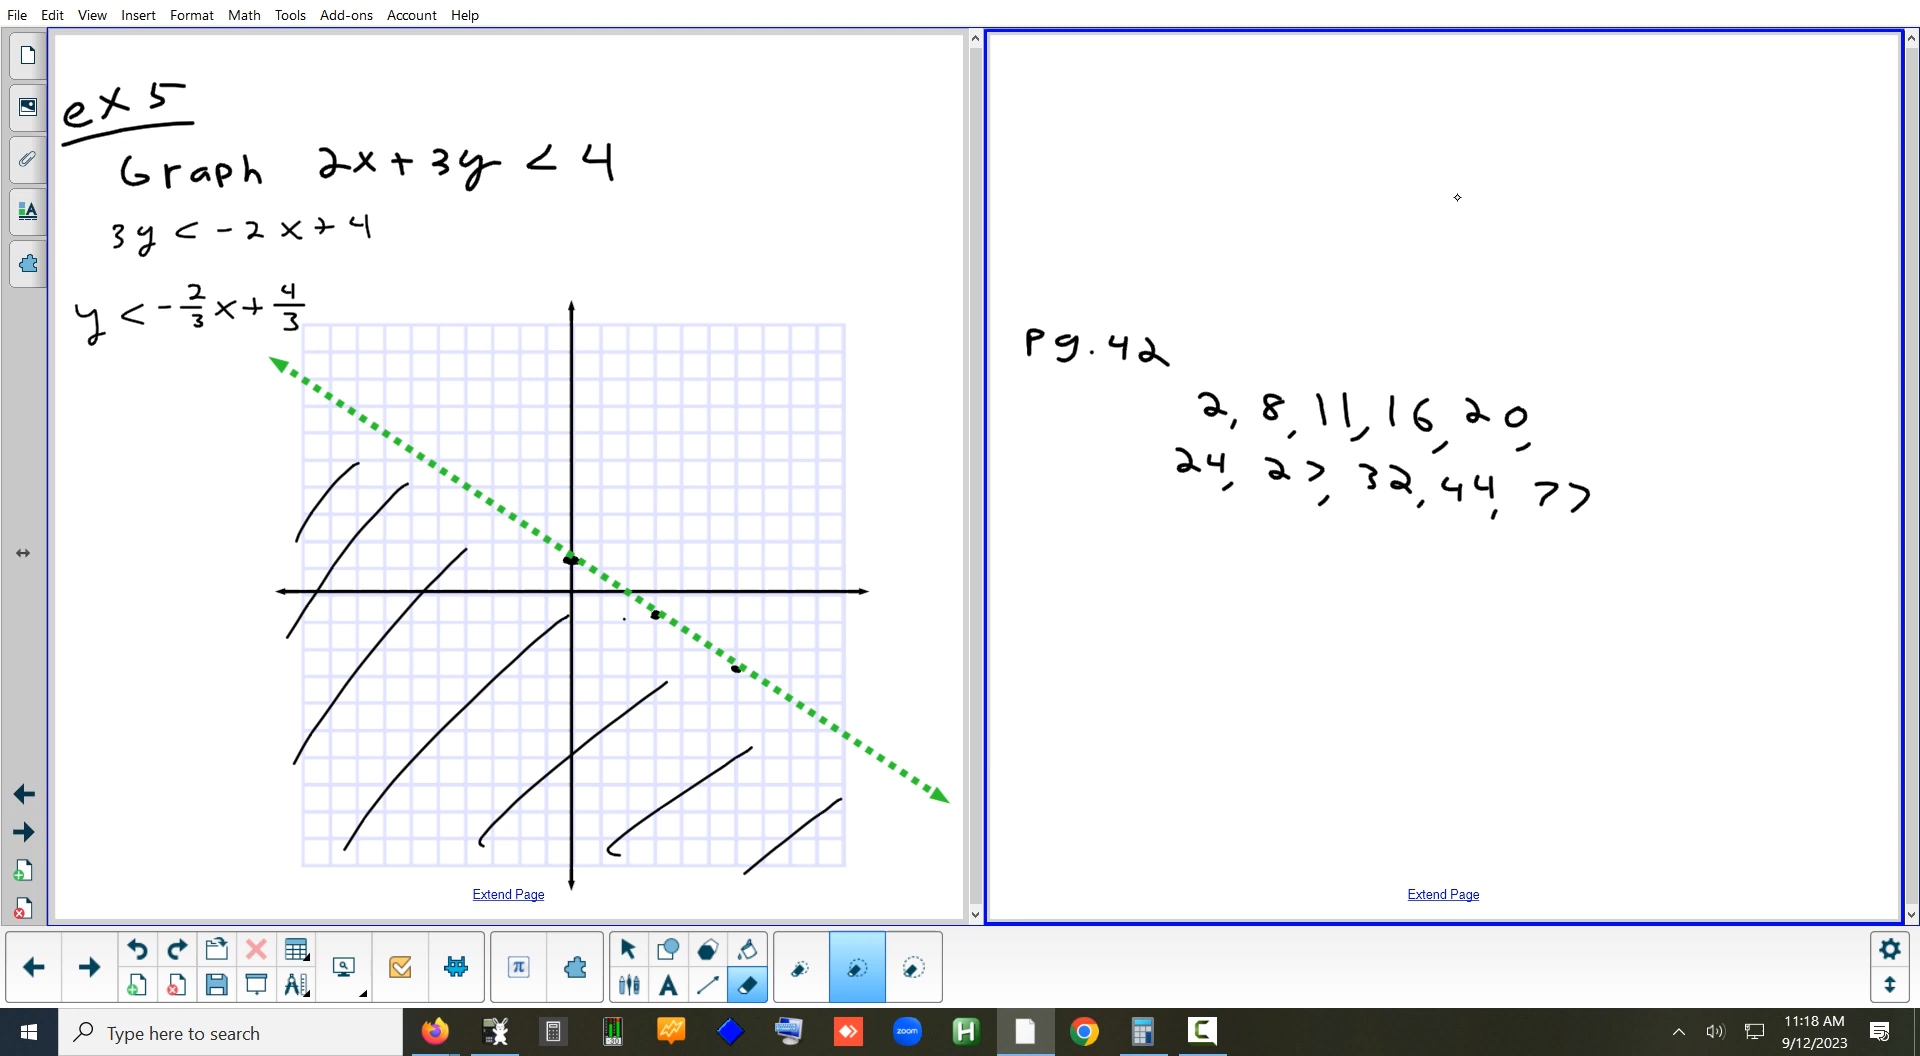 File Edit View Insert Format Math Tools Add-ons Account Help
ex 5
Graph 2x + 3y < 4
3y < -2x + 4
y < -2/3 x + 4/3
Extend Page
Pg. 42
2, 8, 11, 16, 20,
24, 27, 32, 44, 77
Extend Page
π
A
Type here to search
zoom
H
C
11:18 AM
9/12/2023